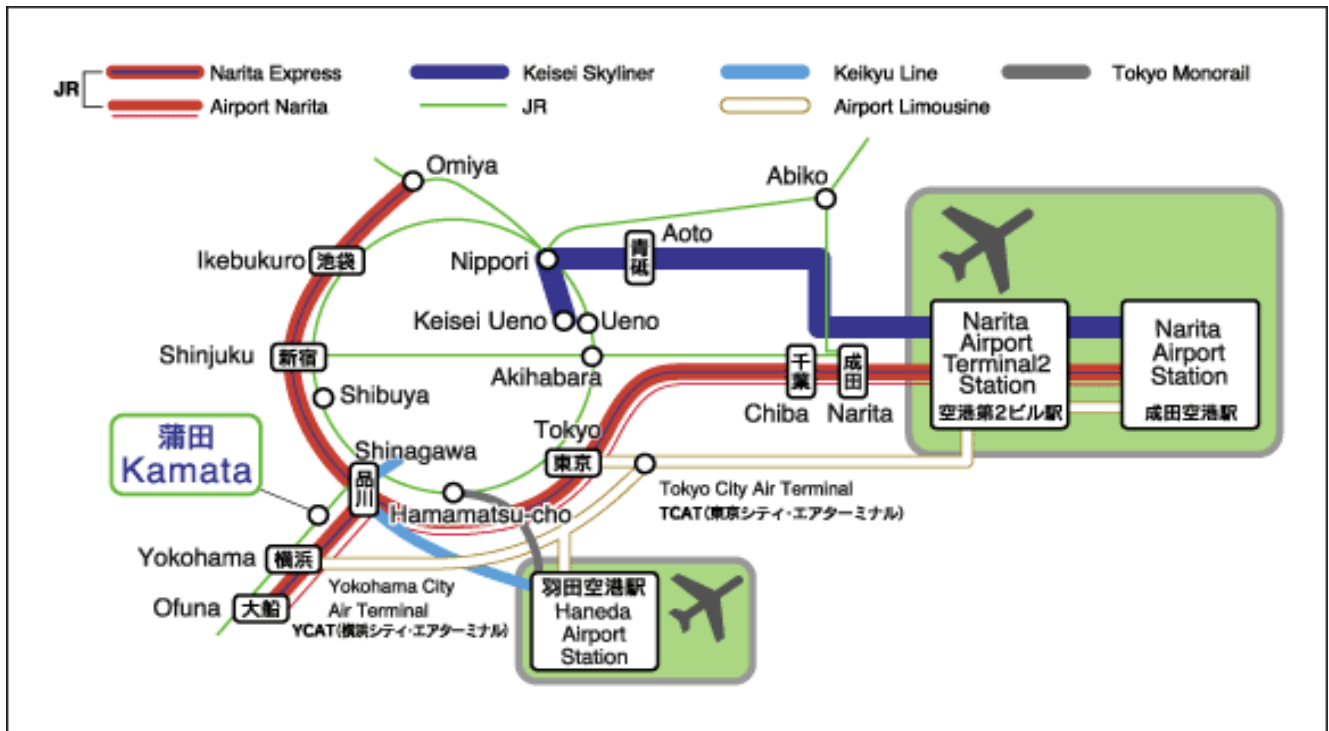 JR
Narita Express
Keisei Skyliner
Keikyu Line
Tokyo Monorail
Airport Narita
JR
Airport Limousine
Omiya
Abiko
Ikebukuro
池袋
Nippori
青砥
Aoto
Keisei Ueno
Ueno
Shinjuku
新宿
Akihabara
Shibuya
千葉
Chiba
成田
Narita
Narita
Airport
Terminal2
Station
空港第2ビル駅
Narita
Airport
Station
成田空港駅
蒲田
Kamata
Shinagawa
品川
Tokyo
東京
Hamamatsu-cho
Tokyo City Air Terminal
TCAT(東京シティ・エアターミナル)
Yokohama
横浜
Ofuna
大船
Yokohama City
Air Terminal
YCAT(横浜シティ・エアターミナル)
羽田空港駅
Haneda
Airport
Station